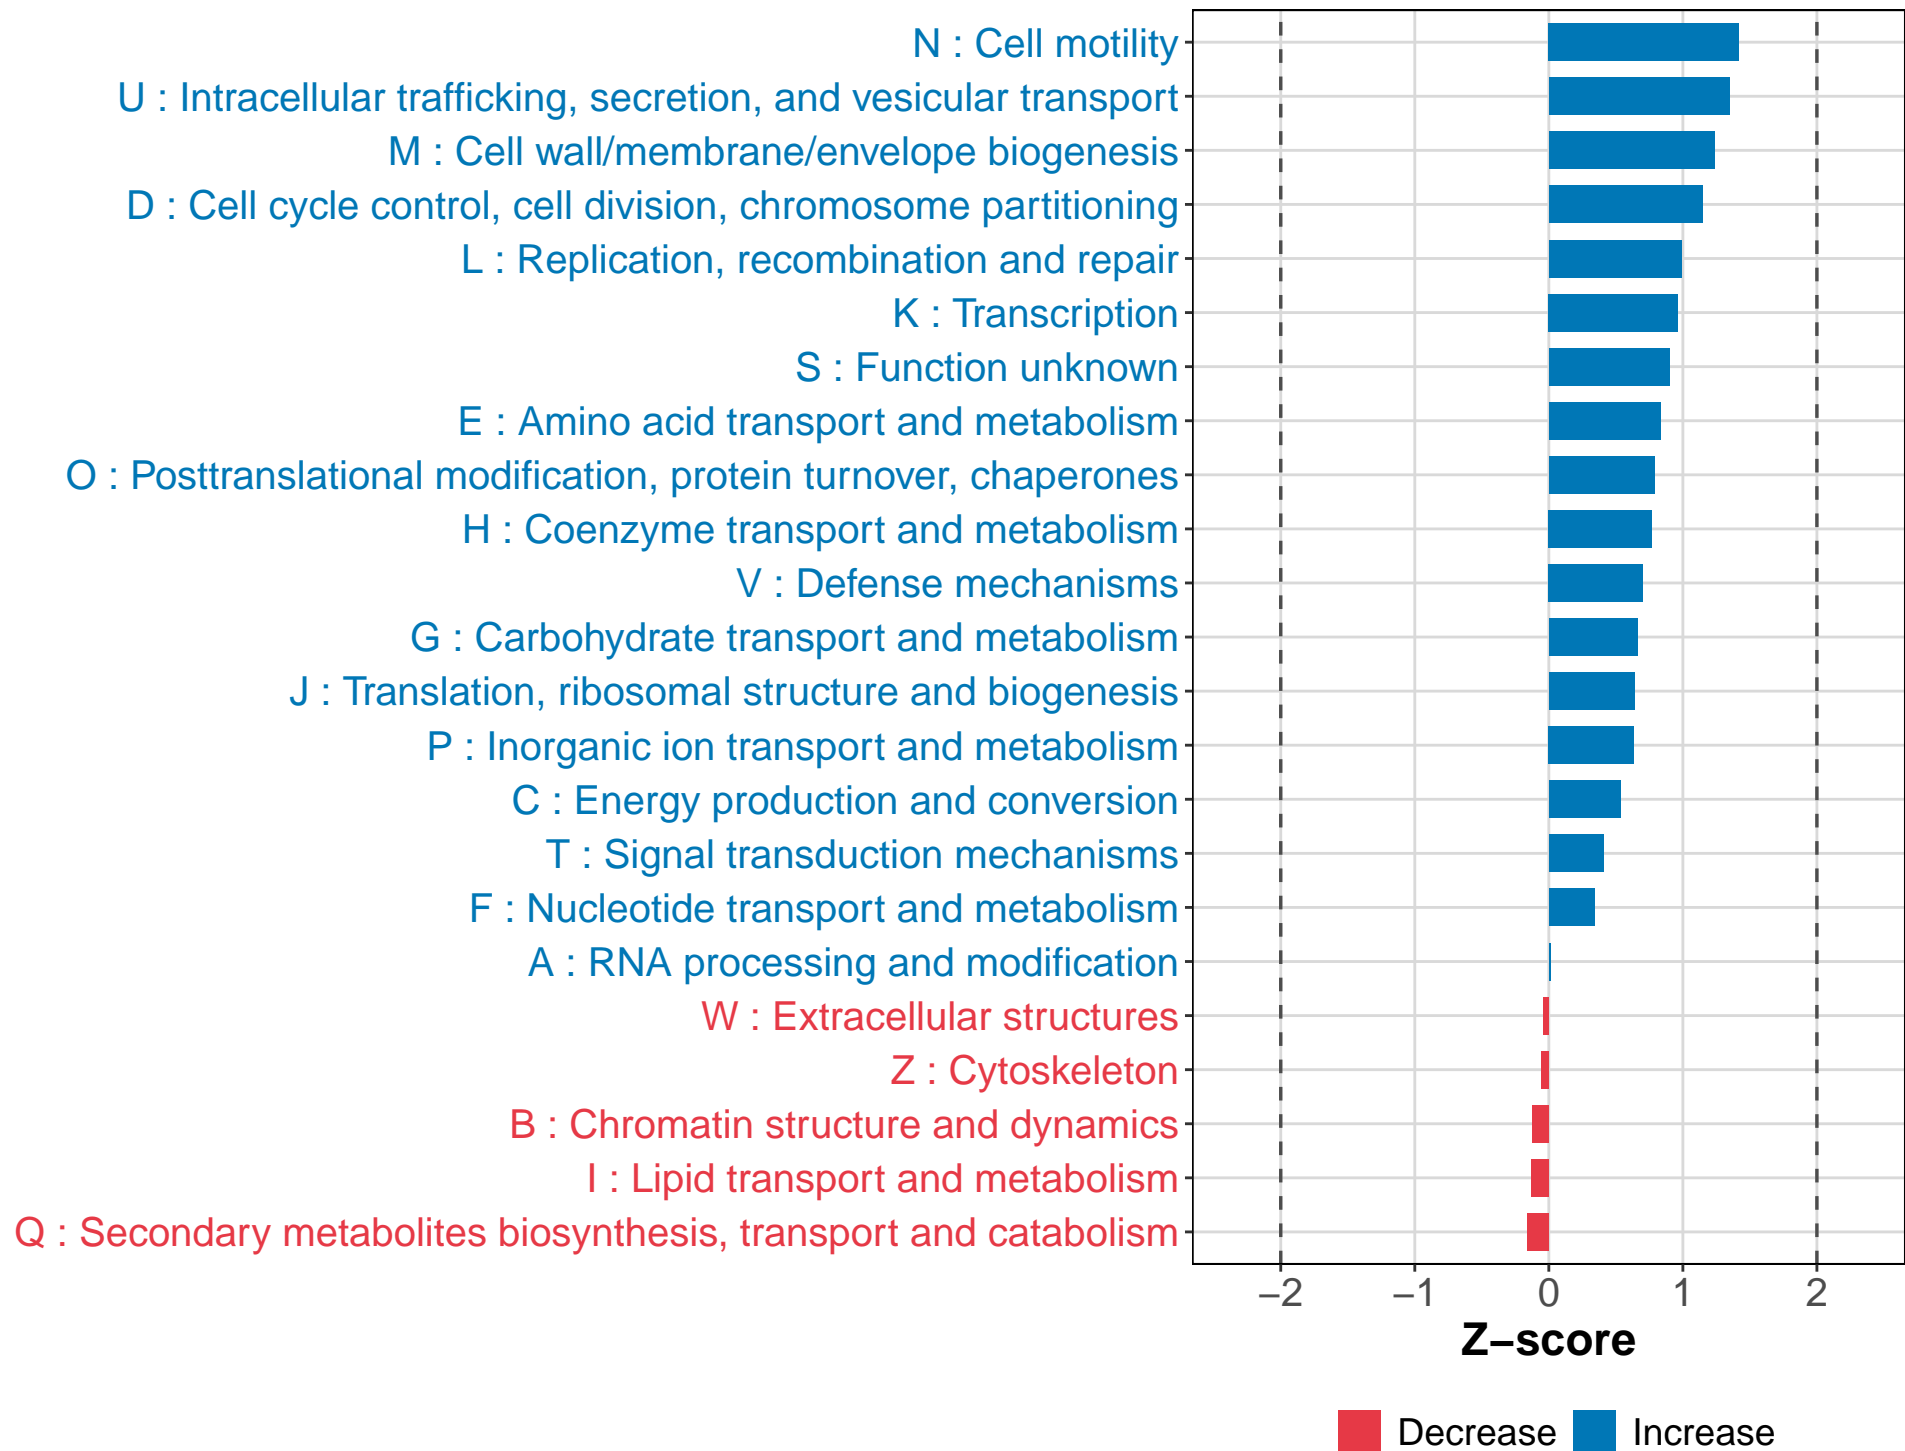 N : Cell motility
U : Intracellular trafficking, secretion, and vesicular transport
M : Cell wall/membrane/envelope biogenesis
D : Cell cycle control, cell division, chromosome partitioning
L : Replication, recombination and repair
K : Transcription
S : Function unknown
E : Amino acid transport and metabolism
O : Posttranslational modification, protein turnover, chaperones
H : Coenzyme transport and metabolism
V : Defense mechanisms
G : Carbohydrate transport and metabolism
J : Translation, ribosomal structure and biogenesis
P : Inorganic ion transport and metabolism
C : Energy production and conversion
T : Signal transduction mechanisms
F : Nucleotide transport and metabolism
A : RNA processing and modification
W : Extracellular structures
Z : Cytoskeleton
B : Chromatin structure and dynamics
I : Lipid transport and metabolism
Q : Secondary metabolites biosynthesis, transport and catabolism
−2 −1 0 1 2
Z−score
Decrease Increase